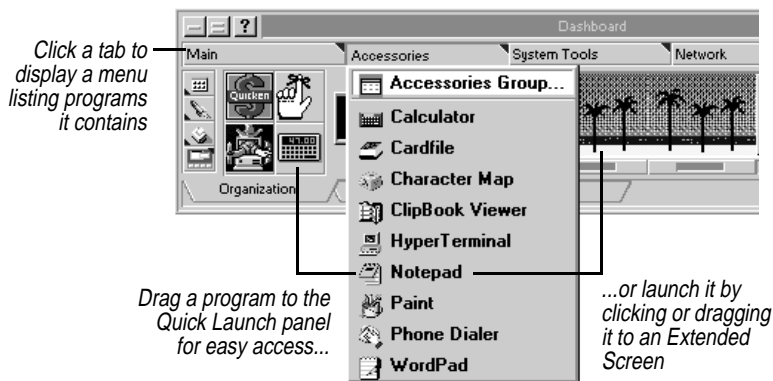 ?
Dashboard
Main
Accessories
System Tools
Network
Click a tab to
display a menu
listing programs
it contains
Quicken
47.00
Organization
Accessories Group...
Calculator
Cardfile
Character Map
ClipBook Viewer
HyperTerminal
Notepad
Paint
Phone Dialer
WordPad
Drag a program to the
Quick Launch panel
for easy access...
...or launch it by
clicking or dragging
it to an Extended
Screen